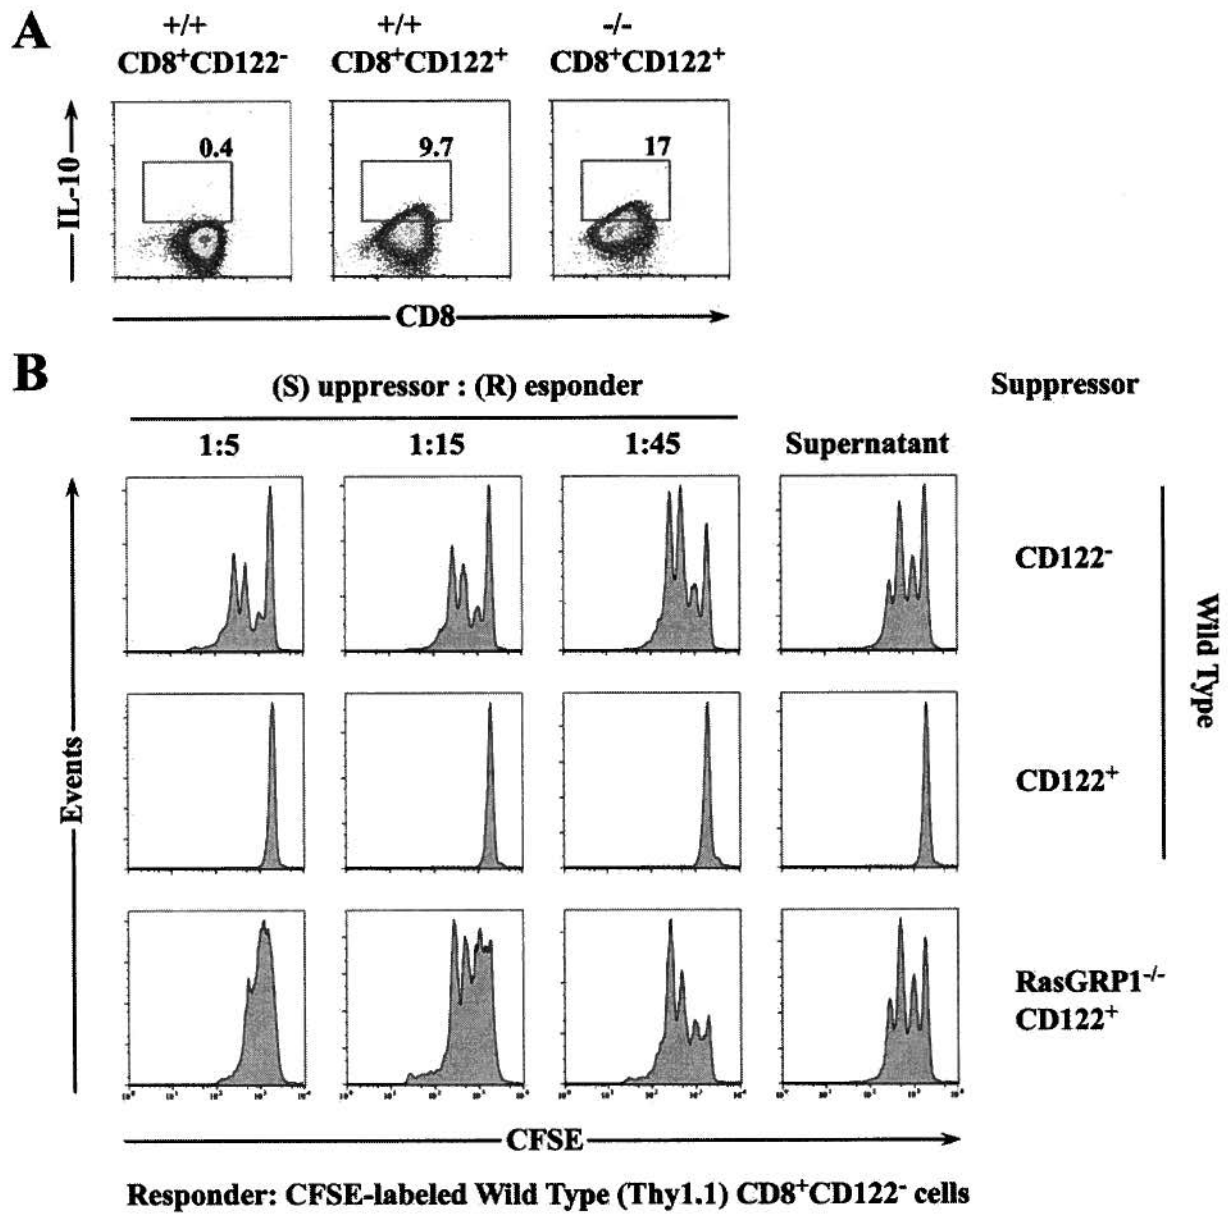 A
+/+ +/+ -/-
CD8⁺CD122⁻ CD8⁺CD122⁺ CD8⁺CD122⁺
0.4 9.7 17
IL-10
CD8
B
(S) uppressor : (R) esponder
Suppressor
1:5 1:15 1:45 Supernatant
CD122⁻
CD122⁺
Wild Type
Events
RasGRP1⁻/⁻
CD122⁺
CFSE
Responder: CFSE-labeled Wild Type (Thy1.1) CD8⁺CD122⁻ cells